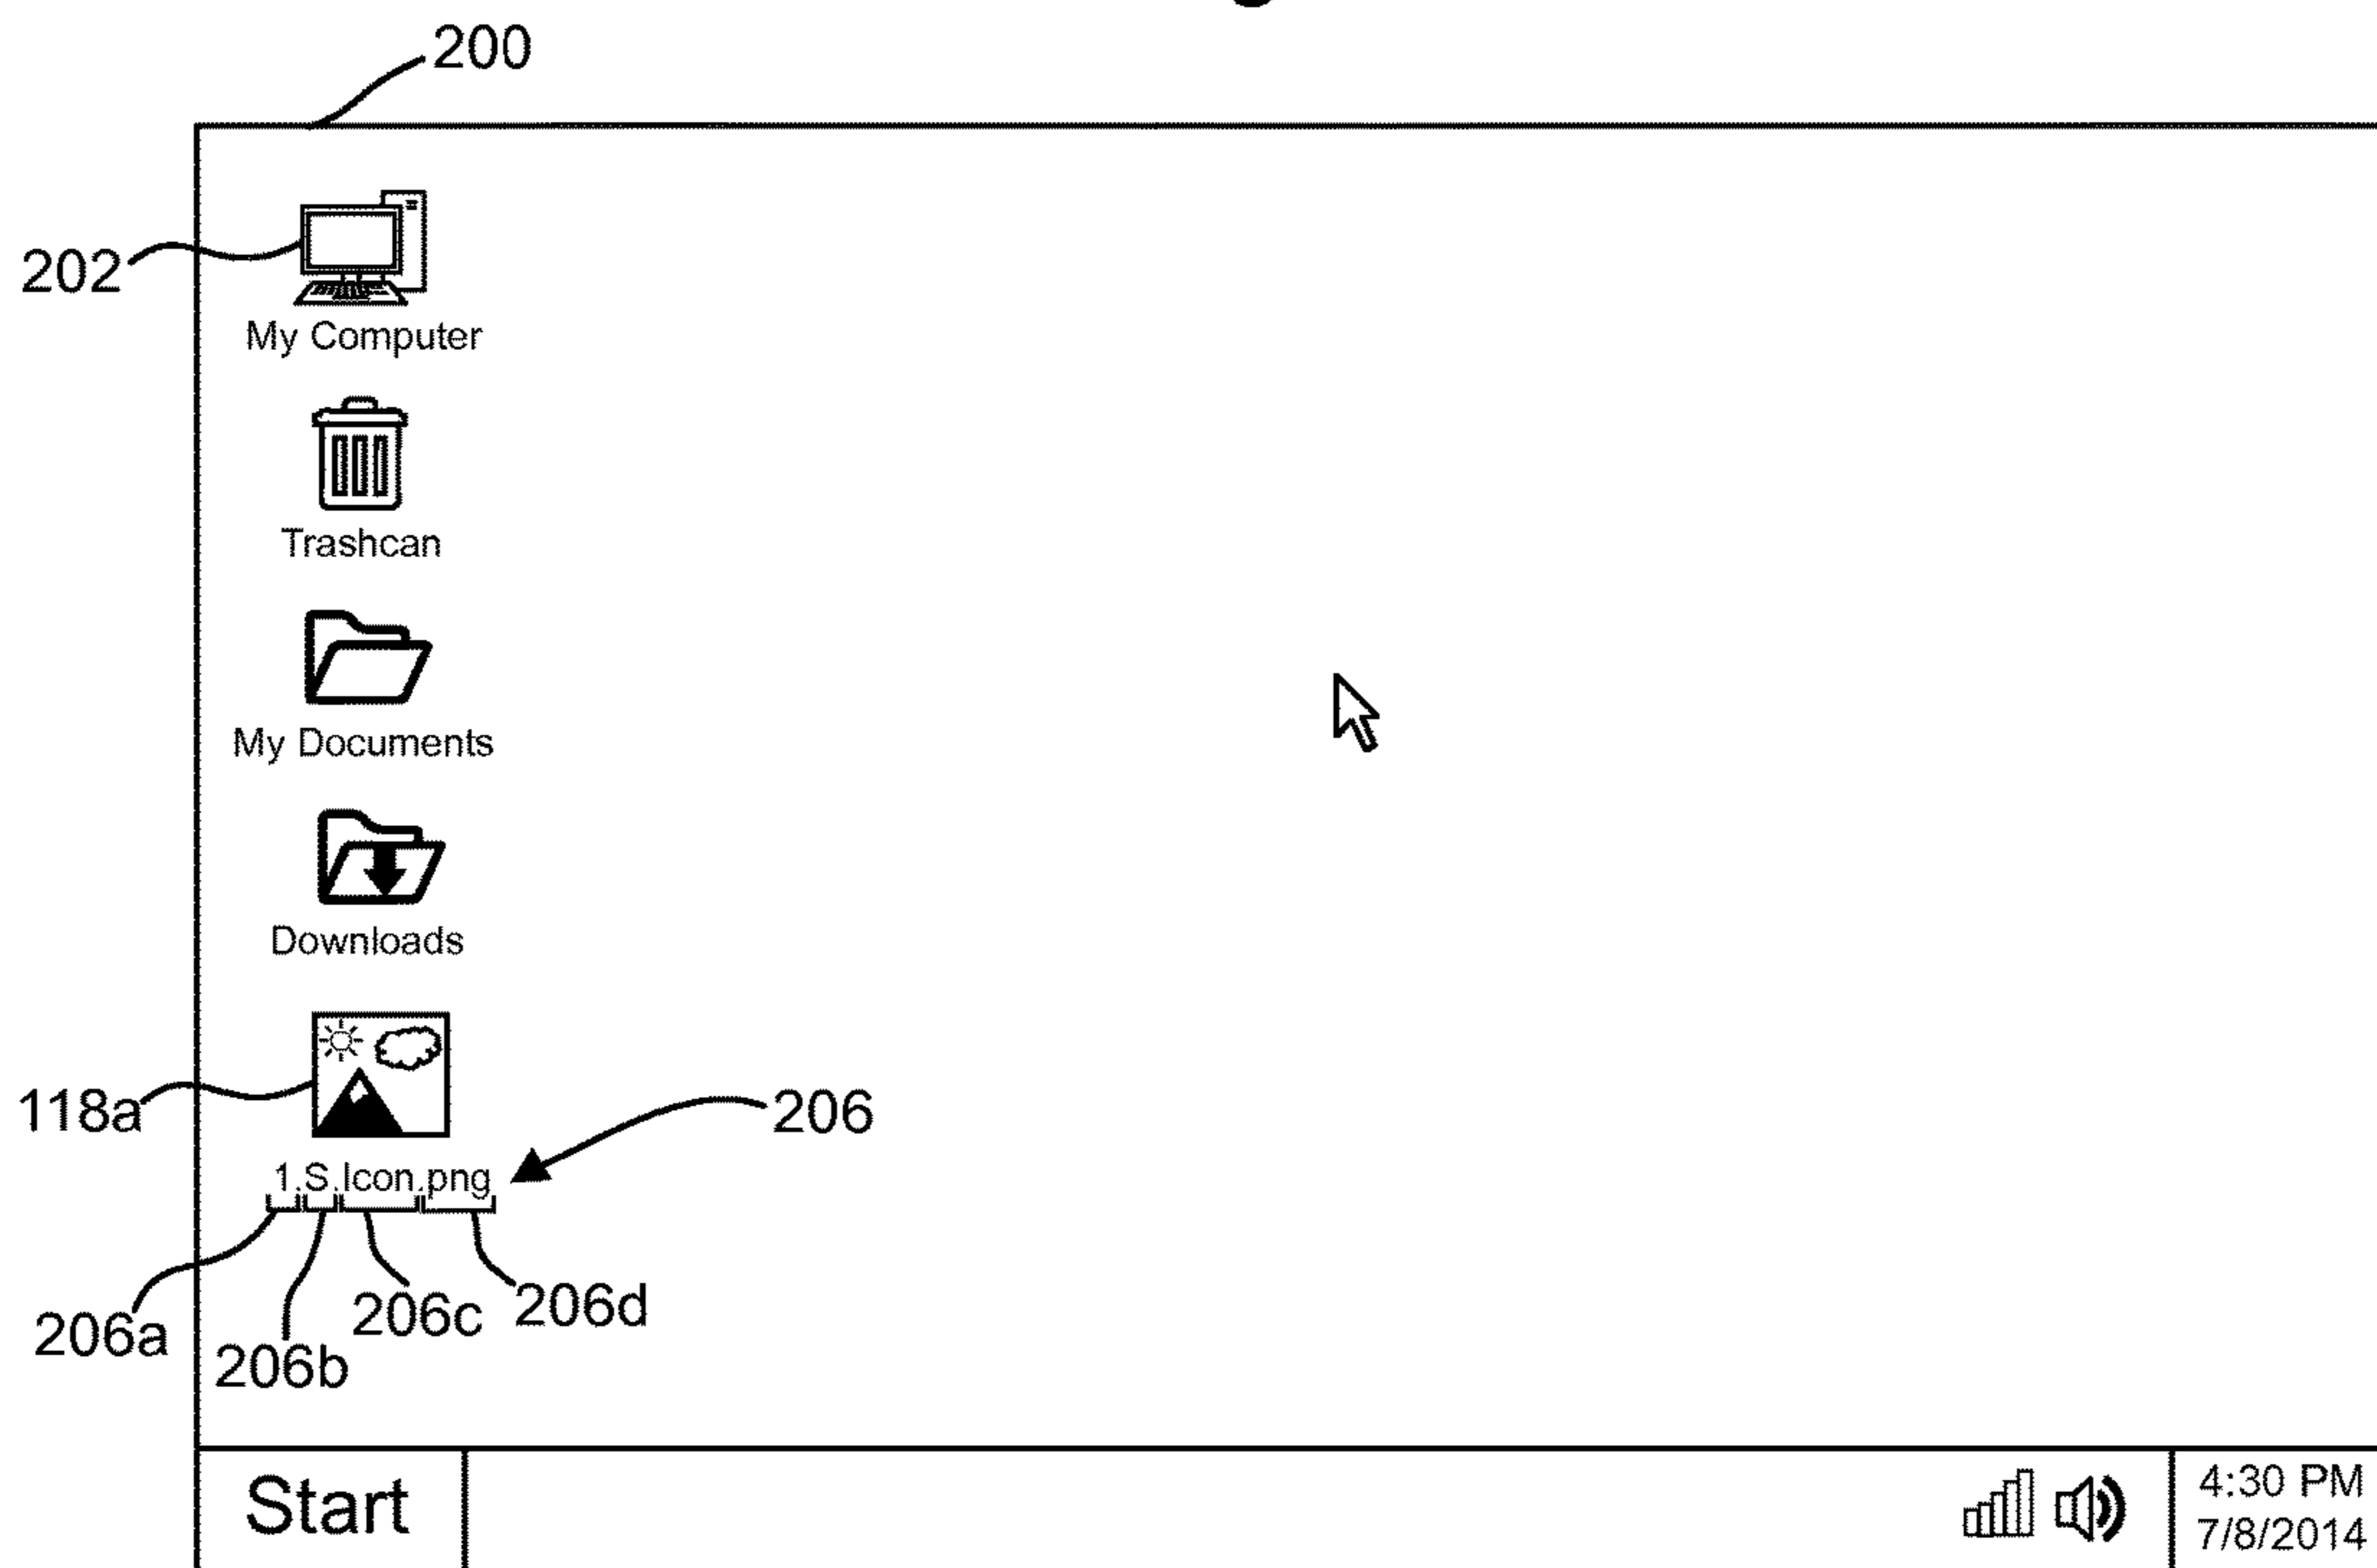 200
202
My Computer
Trashcan
My Documents
Downloads
118a
206
1.S.Icon.png
206a
206b
206c
206d
Start
4:30 PM
7/8/2014